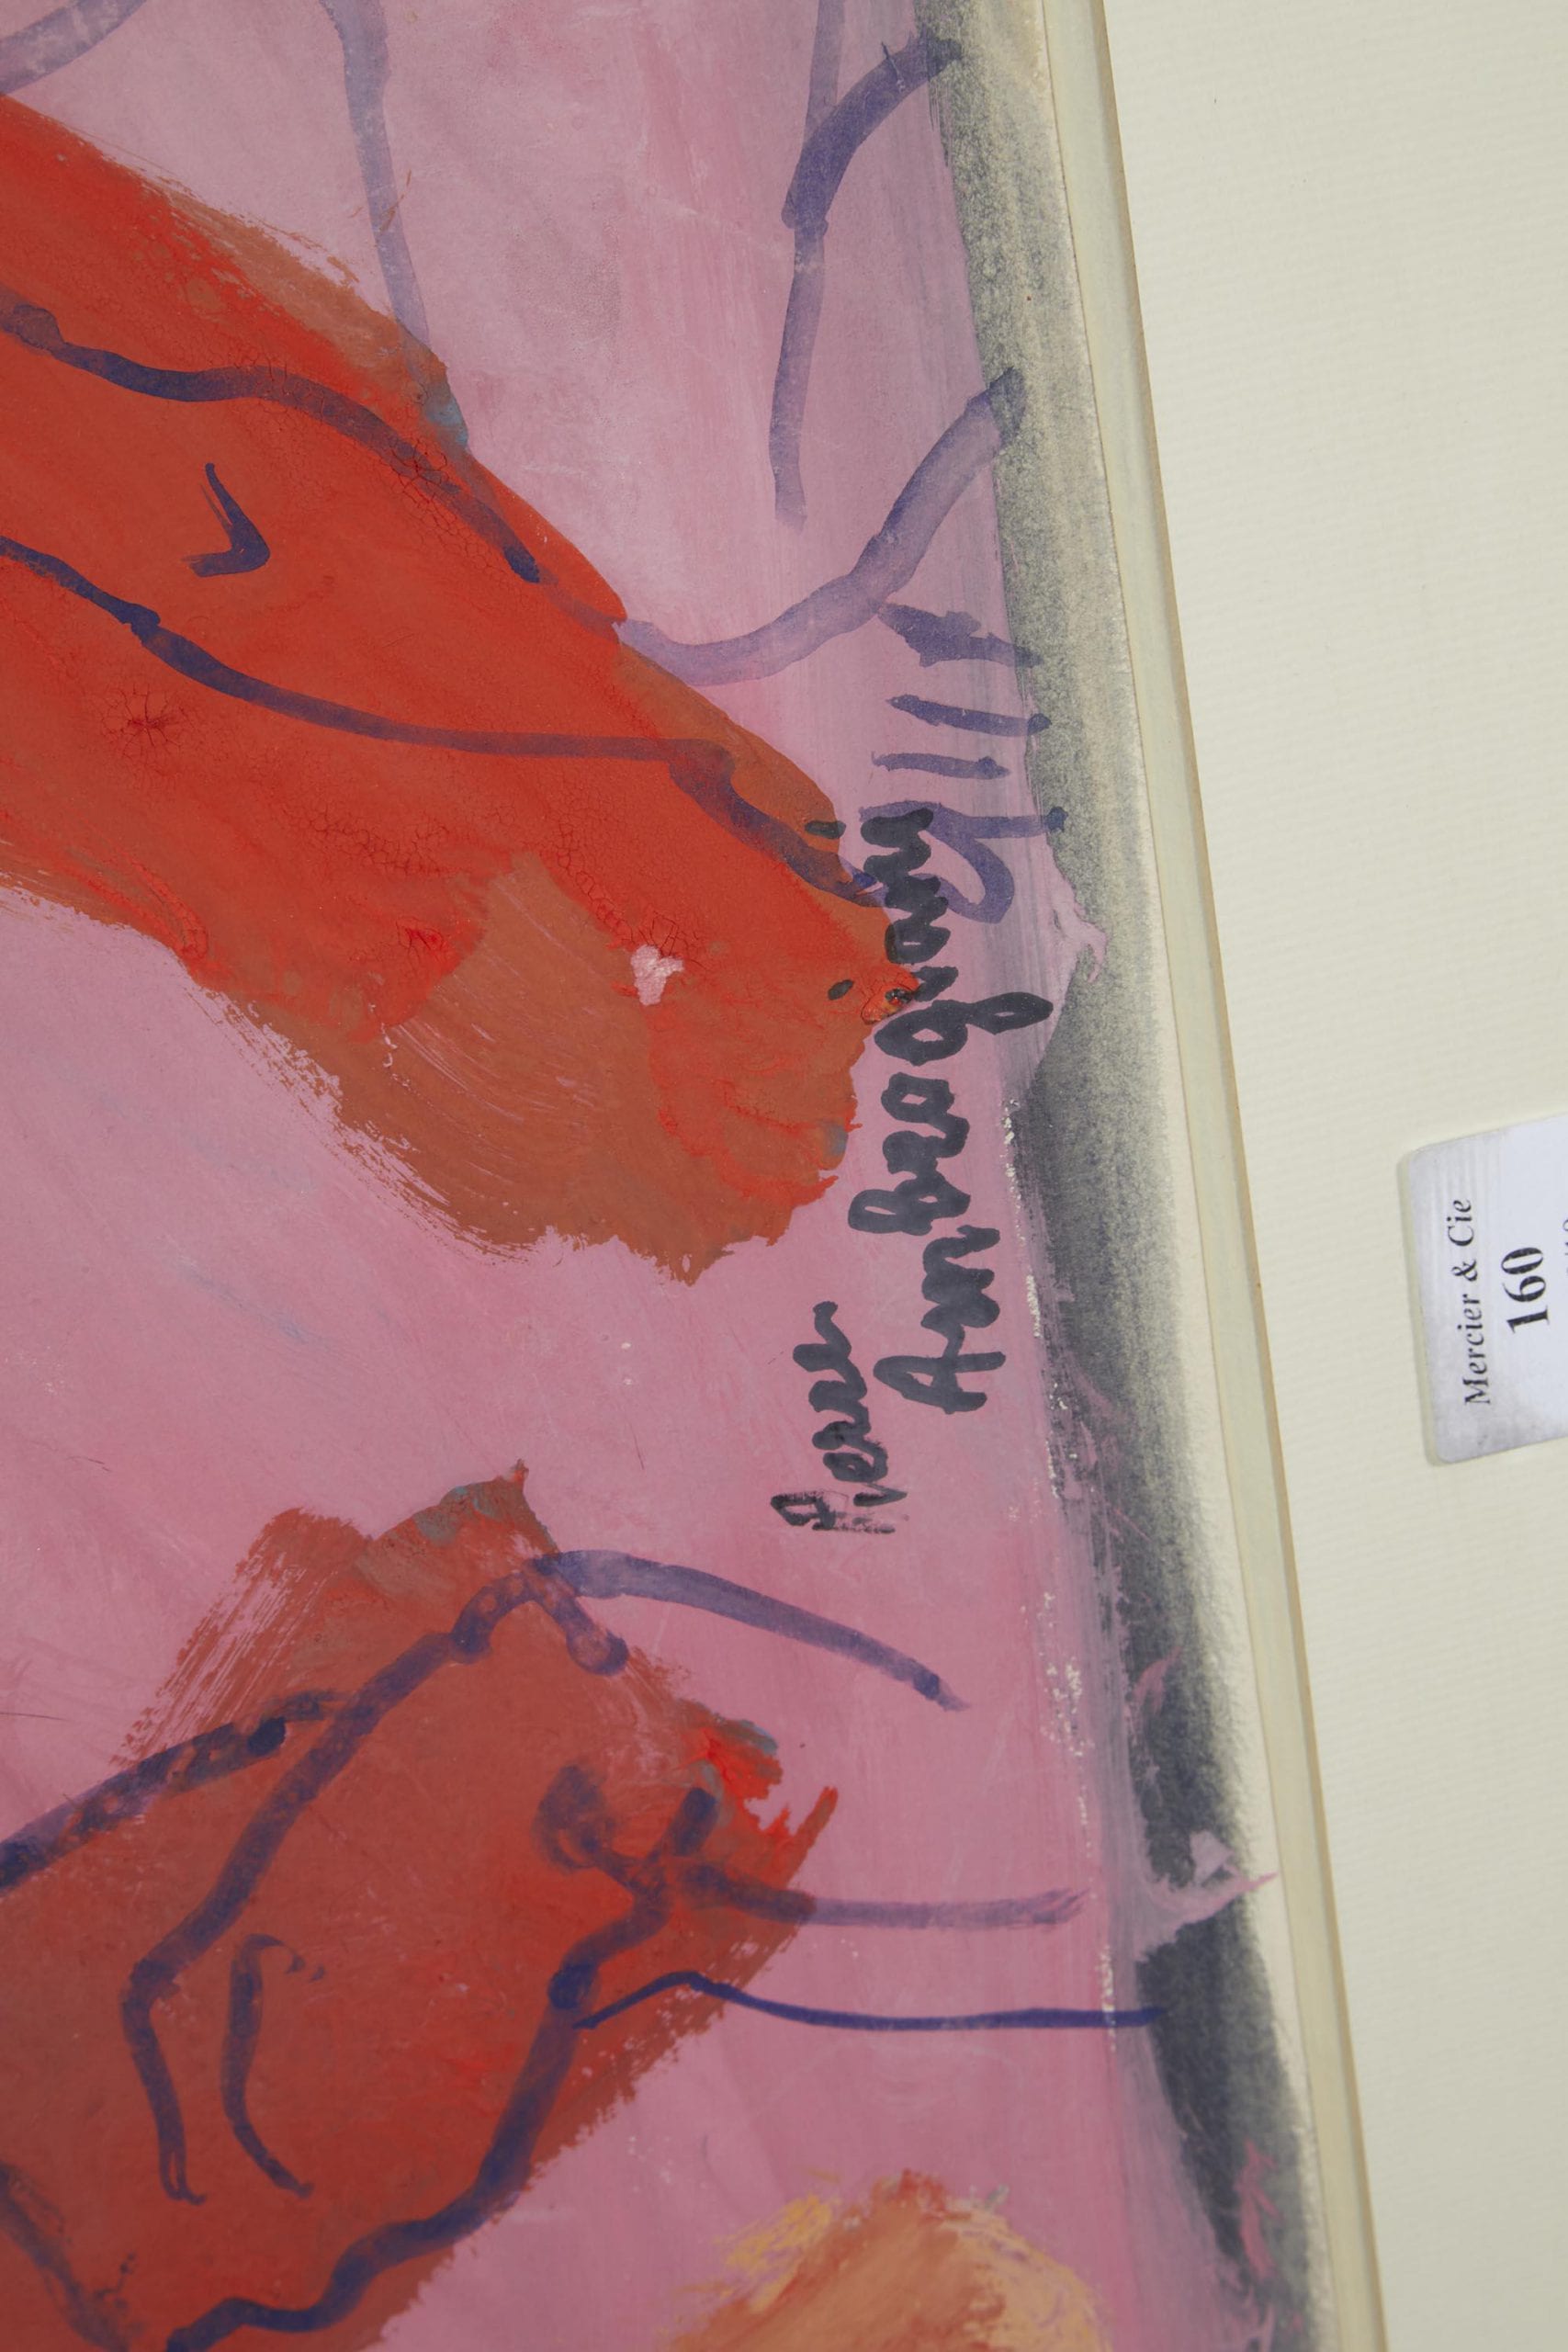 Pierre
Ambrogiani
Mercier & Cie
160